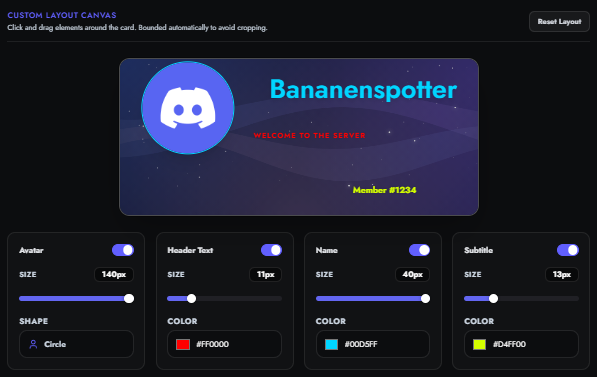 CUSTOM LAYOUT CANVAS
Click and drag elements around the card. Bounded automatically to avoid cropping.
Reset Layout
Bananenspotter
WELCOME TO THE SERVER
Member #1234
Avatar
SIZE 140px
SHAPE
Circle
Header Text
SIZE 11px
COLOR
#FF0000
Name
SIZE 40px
COLOR
#00D5FF
Subtitle
SIZE 13px
COLOR
#D4FF00